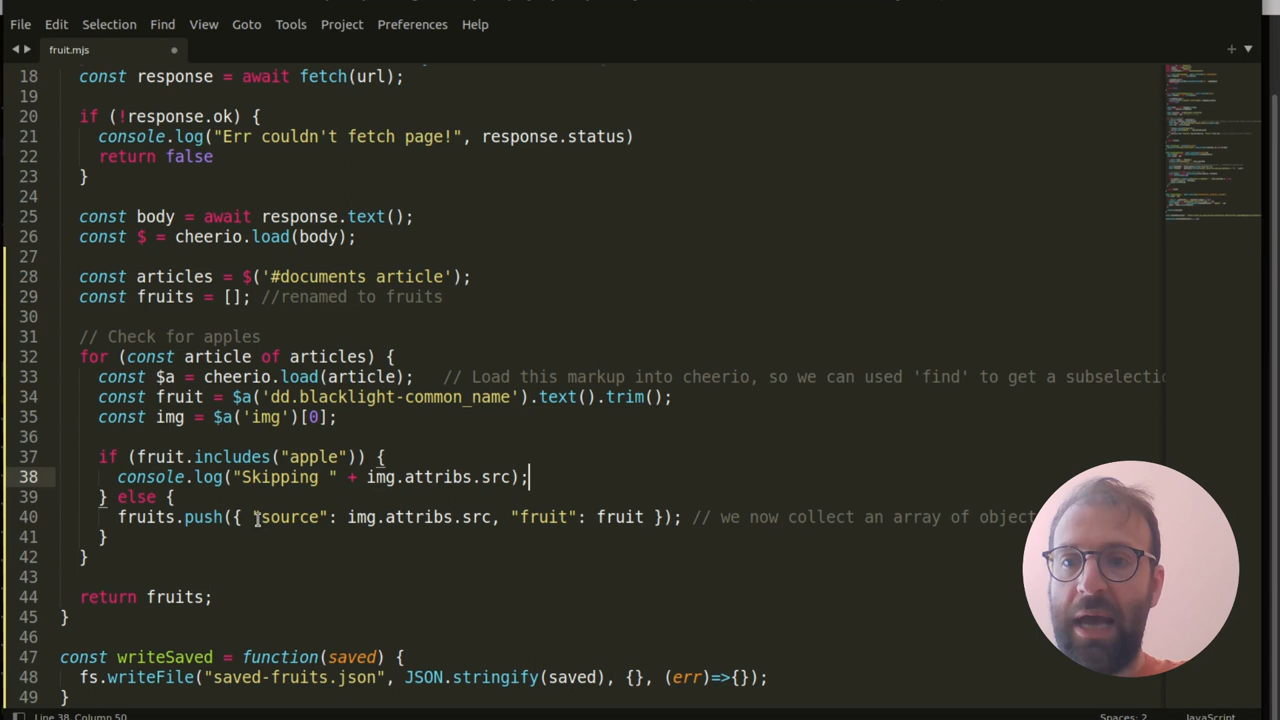 File Edit Selection Find View Goto Tools Project Preferences Help
fruit.mjs
18 const response = await fetch(url);
19
20 if (!response.ok) {
21 console.log("Err couldn't fetch page!", response.status)
22 return false
23 }
24
25 const body = await response.text();
26 const $ = cheerio.load(body);
27
28 const articles = $('#documents article');
29 const fruits = []; //renamed to fruits
30
31 // Check for apples
32 for (const article of articles) {
33 const $a = cheerio.load(article); // Load this markup into cheerio, so we can used 'find' to get a subselectio
34 const fruit = $a('dd.blacklight-common_name').text().trim();
35 const img = $a('img')[0];
36
37 if (fruit.includes("apple")) {
38 console.log("Skipping " + img.attribs.src);
39 } else {
40 fruits.push({ "source": img.attribs.src, "fruit": fruit }); // we now collect an array of object
41 }
42 }
43
44 return fruits;
45 }
46
47 const writeSaved = function(saved) {
48 fs.writeFile("saved-fruits.json", JSON.stringify(saved), {}, (err)=>{});
49 }
Line 38, Column 50 Spaces: 2 JavaScript